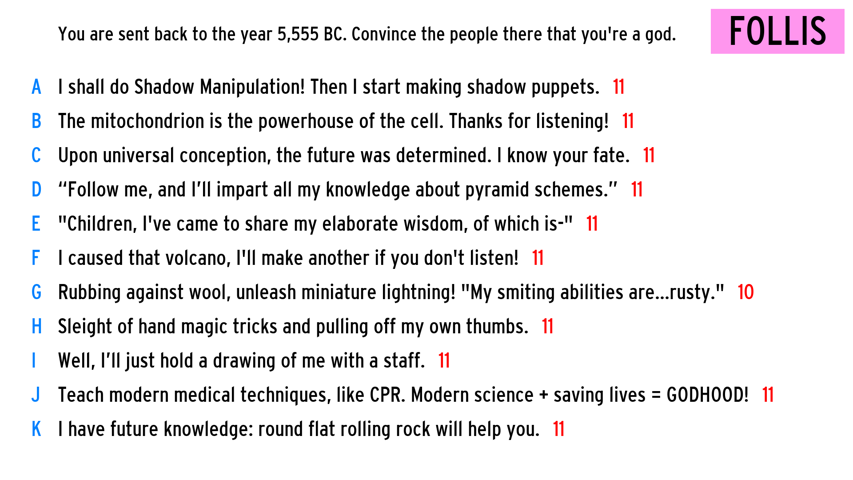 You are sent back to the year 5,555 BC. Convince the people there that you're a god.
FOLLIS
A I shall do Shadow Manipulation! Then I start making shadow puppets. 11
B The mitochondrion is the powerhouse of the cell. Thanks for listening! 11
C Upon universal conception, the future was determined. I know your fate. 11
D “Follow me, and I’ll impart all my knowledge about pyramid schemes.” 11
E "Children, I've came to share my elaborate wisdom, of which is-" 11
F I caused that volcano, I'll make another if you don't listen! 11
G Rubbing against wool, unleash miniature lightning! "My smiting abilities are...rusty." 10
H Sleight of hand magic tricks and pulling off my own thumbs. 11
I Well, I’ll just hold a drawing of me with a staff. 11
J Teach modern medical techniques, like CPR. Modern science + saving lives = GODHOOD! 11
K I have future knowledge: round flat rolling rock will help you. 11